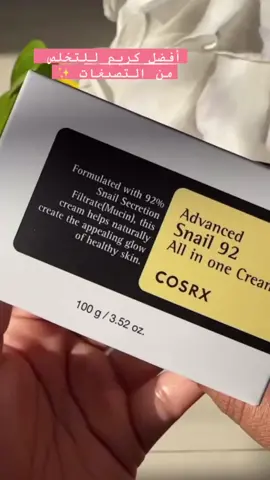 أفضل كريم للتخلص
من التصبغات ✨
Formulated with 92%
Snail Secretion
Filtrate(Mucin), this
cream helps naturally
create the appealing glow
of healthy skin.
Advanced
Snail 92
All in one Cream
COSRX
100 g / 3.52 oz.